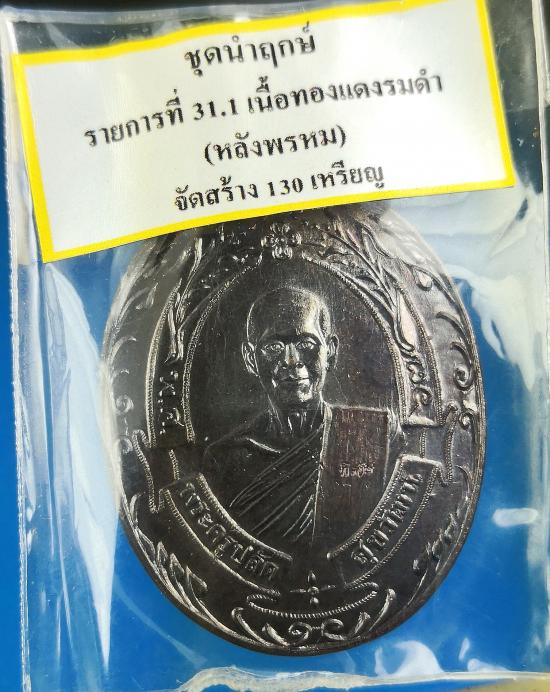 ชุดนำฤกษ์
รายการที่ 31.1 เนื้อทองแดงรมดำ
(หลังพรหม)
จัดสร้าง 130 เหรียญ
พ.ศ.
พระครูปลัด